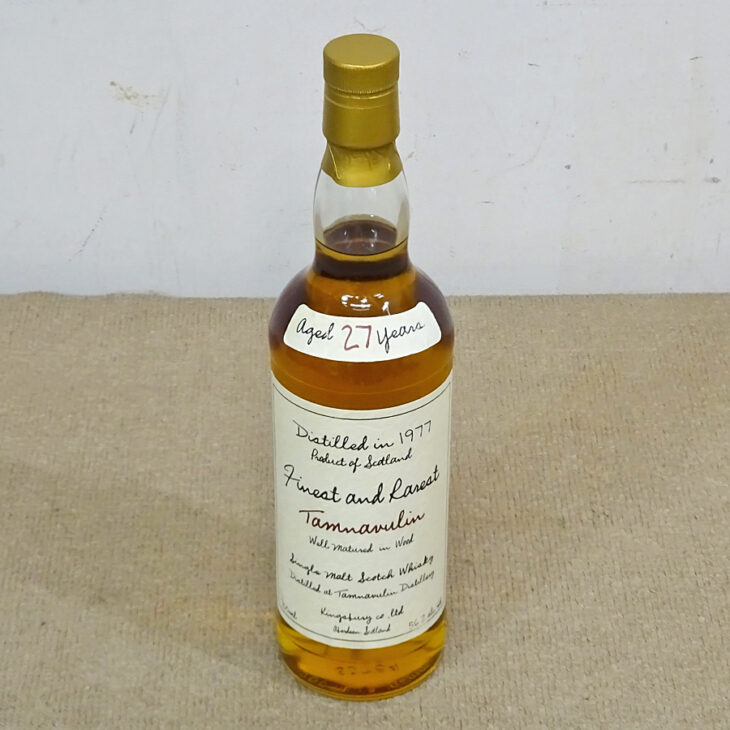 Aged 27 Years
Distilled in 1977
Product of Scotland
Finest and Rarest
Tamnavulin
Well Matured in Wood
Single Malt Scotch Whisky
Distilled at Tamnavulin Distillery
Kingsbury co., ltd
Aberdeen Scotland